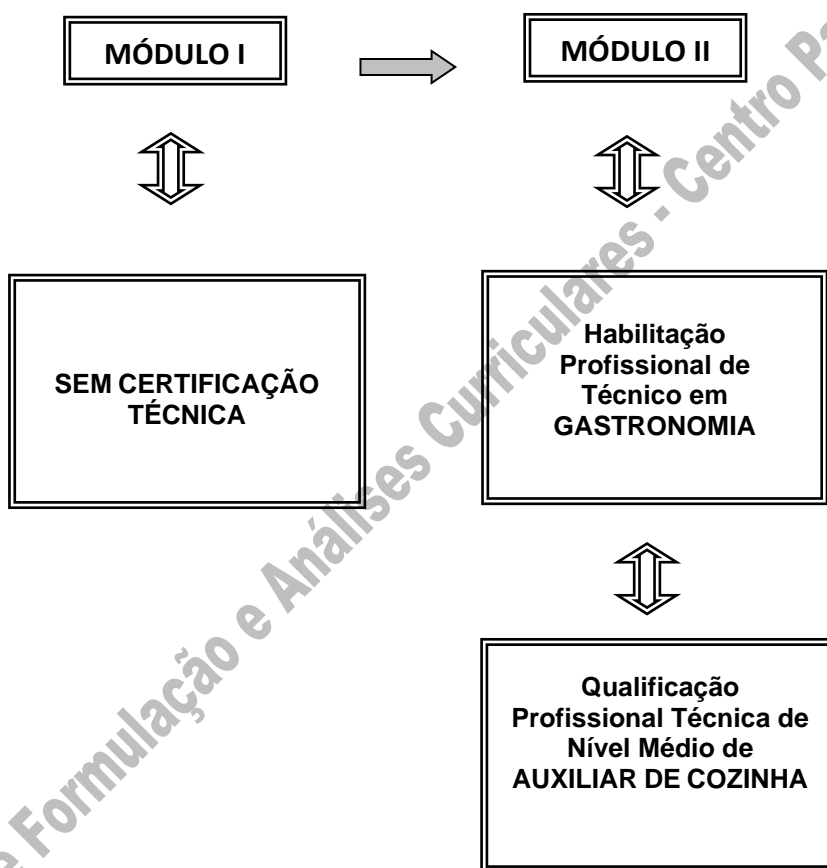 MÓDULO I
MÓDULO II
SEM CERTIFICAÇÃO
TÉCNICA
Habilitação
Profissional de
Técnico em
GASTRONOMIA
Qualificação
Profissional Técnica de
Nível Médio de
AUXILIAR DE COZINHA
e Formulação e Análises Curriculares - Centro Pa